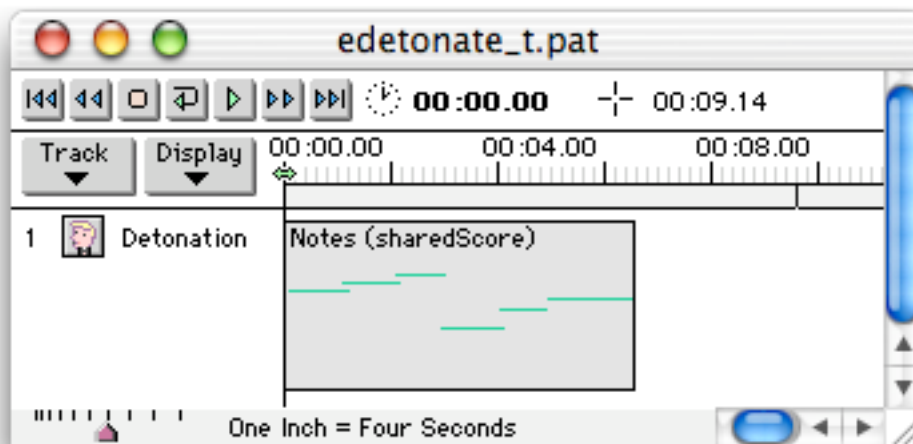 edetonate_t.pat
00:00.00 00:09.14
Track Display 00:00.00 00:04.00 00:08.00
1 Detonation Notes (sharedScore)
One Inch = Four Seconds